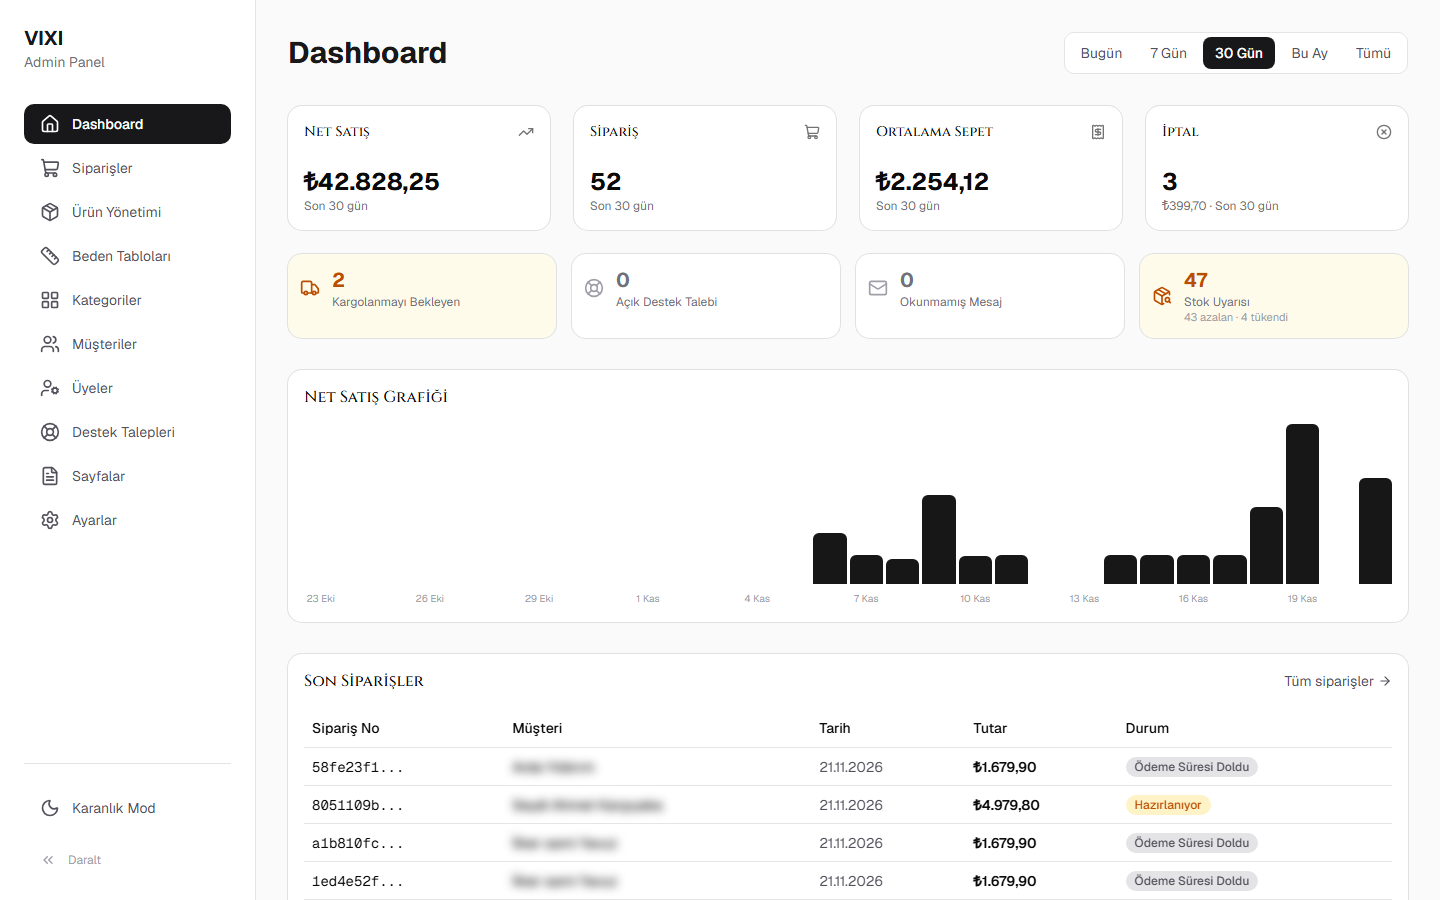 VIXI
Admin Panel
Dashboard
Siparişler
Ürün Yönetimi
Beden Tabloları
Kategoriler
Müşteriler
Üyeler
Destek Talepleri
Sayfalar
Ayarlar
Karanlık Mod
Daralt
Dashboard
Bugün 7 Gün 30 Gün Bu Ay Tümü
Net Satış
₺42.828,25
Son 30 gün
Sipariş
52
Son 30 gün
Ortalama Sepet
₺2.254,12
Son 30 gün
İptal
3
₺399,70 · Son 30 gün
2
Kargolanmayı Bekleyen
0
Açık Destek Talebi
0
Okunmamış Mesaj
47
Stok Uyarısı
43 azalan · 4 tükendi
Net Satış Grafiği
23 Eki 26 Eki 29 Eki 1 Kas 4 Kas 7 Kas 10 Kas 13 Kas 16 Kas 19 Kas
Son Siparişler
Tüm siparişler →
Sipariş No Müşteri Tarih Tutar Durum
58fe23f1... 21.11.2026 ₺1.679,90 Ödeme Süresi Doldu
8051109b... 21.11.2026 ₺4.979,80 Hazırlanıyor
a1b810fc... 21.11.2026 ₺1.679,90 Ödeme Süresi Doldu
1ed4e52f... 21.11.2026 ₺1.679,90 Ödeme Süresi Doldu